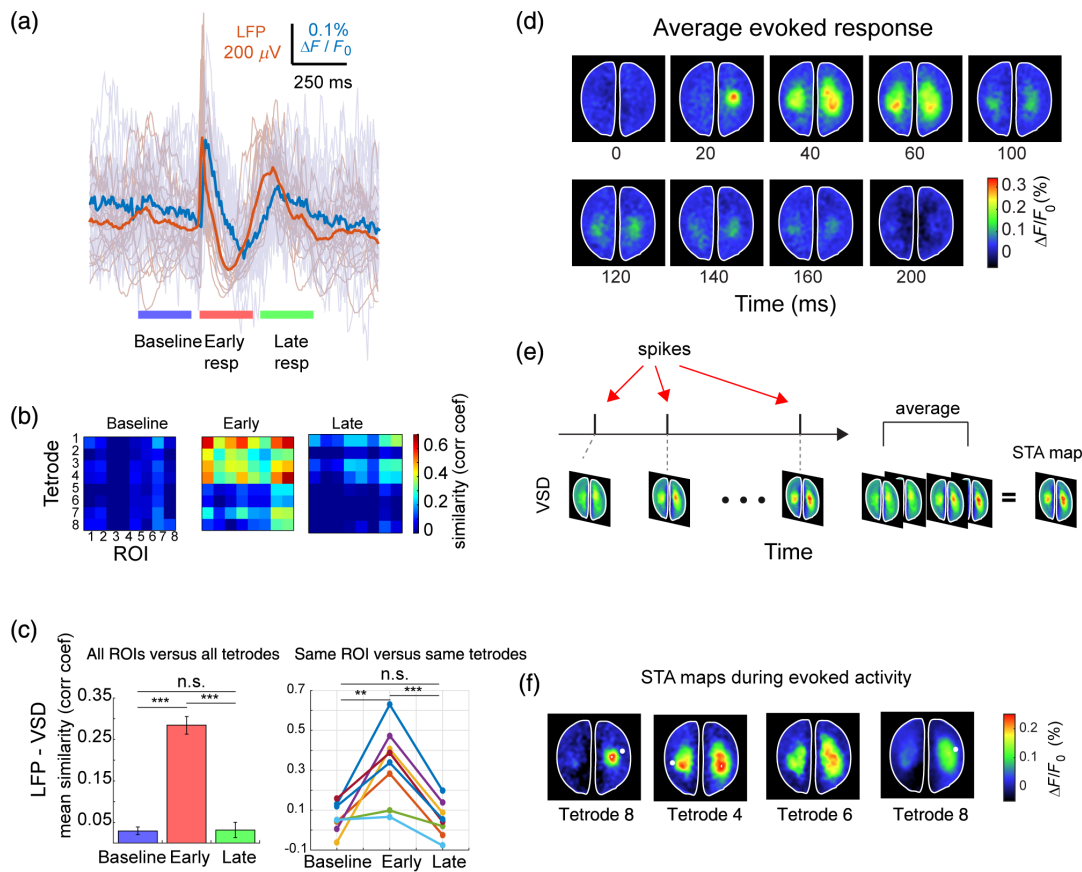 (a)
LFP
200 μV
0.1%
ΔF / F0
250 ms
Baseline
Early
resp
Late
resp
(b)
Baseline
Early
Late
Tetrode
1
2
3
4
5
6
7
8
1 2 3 4 5 6 7 8
ROI
0.6
0.4
0.2
0
similarity (corr coef)
(c)
All ROIs versus all tetrodes
n.s.
***
***
LFP - VSD
mean similarity (corr coef)
0.35
0.25
0.15
0.05
Baseline
Early
Late
Same ROI versus same tetrodes
n.s.
**
***
0.7
0.5
0.3
0.1
-0.1
Baseline
Early
Late
(d)
Average evoked response
0
20
40
60
100
120
140
160
200
Time (ms)
0.3
0.2
0.1
0
ΔF/F0 (%)
(e)
spikes
average
STA map
VSD
=
Time
(f)
STA maps during evoked activity
Tetrode 8
Tetrode 4
Tetrode 6
Tetrode 8
0.2
0.1
0
ΔF/F0 (%)